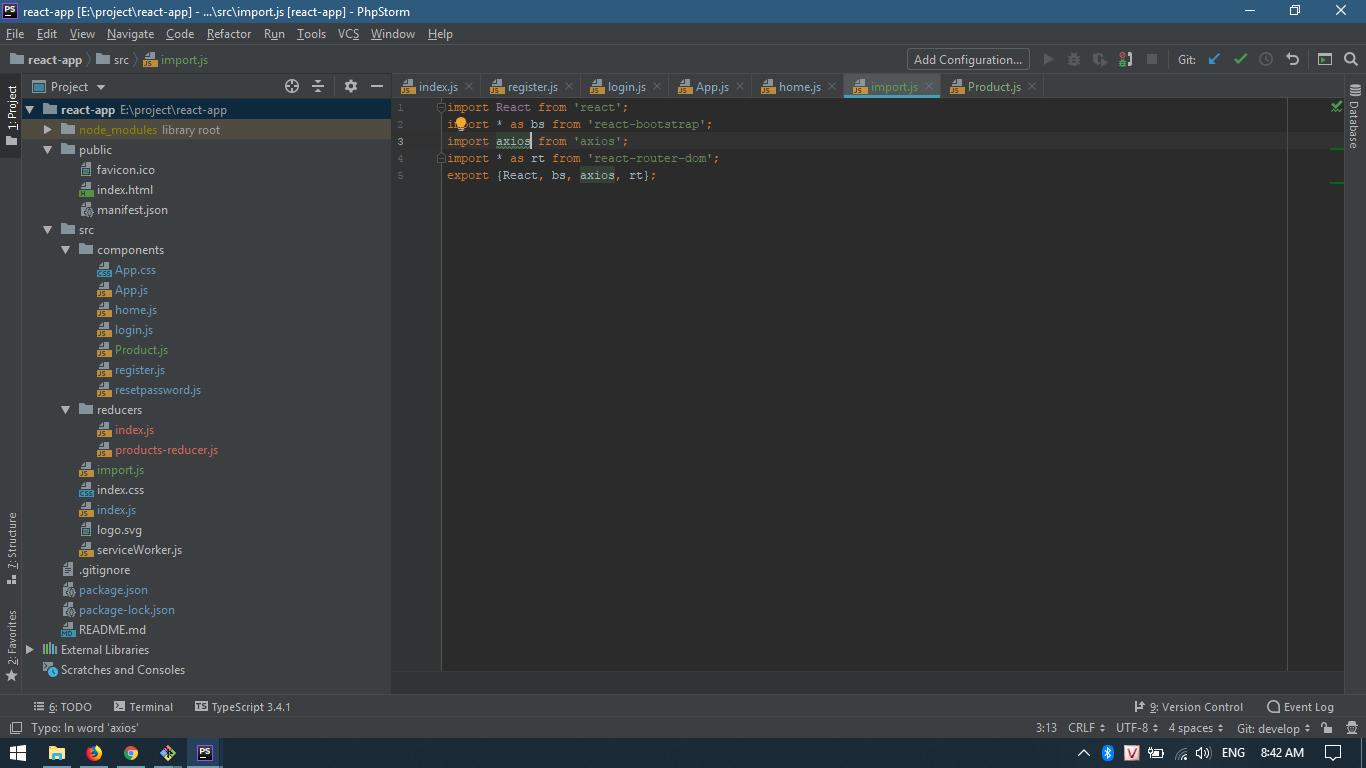 PS react-app [E:\project\react-app] - ...\src\import.js [react-app] - PhpStorm
File Edit View Navigate Code Refactor Run Tools VCS Window Help
react-app src import.js Add Configuration... Git:
Project
index.js register.js login.js App.js home.js import.js Product.js
1: Project
7: Structure
2: Favorites
react-app E:\project\react-app
node_modules library root
public
favicon.ico
index.html
manifest.json
src
components
App.css
App.js
home.js
login.js
Product.js
register.js
resetpassword.js
reducers
index.js
products-reducer.js
import.js
index.css
index.js
logo.svg
serviceWorker.js
.gitignore
package.json
package-lock.json
README.md
External Libraries
Scratches and Consoles
1 import React from 'react';
2 import * as bs from 'react-bootstrap';
3 import axios from 'axios';
4 import * as rt from 'react-router-dom';
5 export {React, bs, axios, rt};
Database
6: TODO Terminal TS TypeScript 3.4.1 9: Version Control Event Log
Typo: In word 'axios' 3:13 CRLF UTF-8 4 spaces Git: develop
PS V ENG 8:42 AM